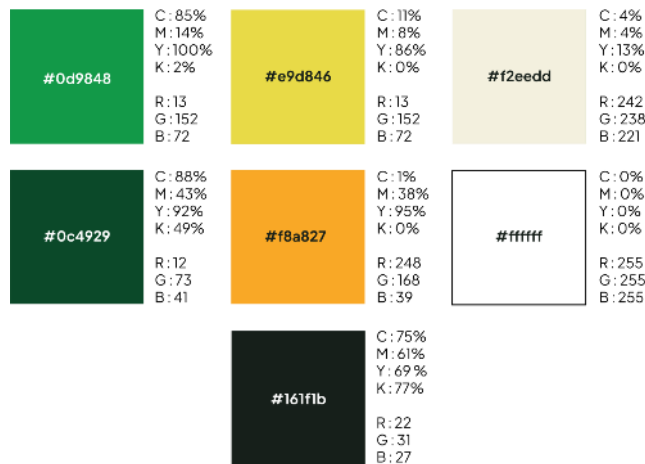 #0d9848
C: 85%
M: 14%
Y: 100%
K: 2%
R: 13
G: 152
B: 72
#e9d846
C: 11%
M: 8%
Y: 86%
K: 0%
R: 13
G: 152
B: 72
#f2eedd
C: 4%
M: 4%
Y: 13%
K: 0%
R: 242
G: 238
B: 221
#0c4929
C: 88%
M: 43%
Y: 92%
K: 49%
R: 12
G: 73
B: 41
#f8a827
C: 1%
M: 38%
Y: 95%
K: 0%
R: 248
G: 168
B: 39
#ffffff
C: 0%
M: 0%
Y: 0%
K: 0%
R: 255
G: 255
B: 255
#161f1b
C: 75%
M: 61%
Y: 69%
K: 77%
R: 22
G: 31
B: 27